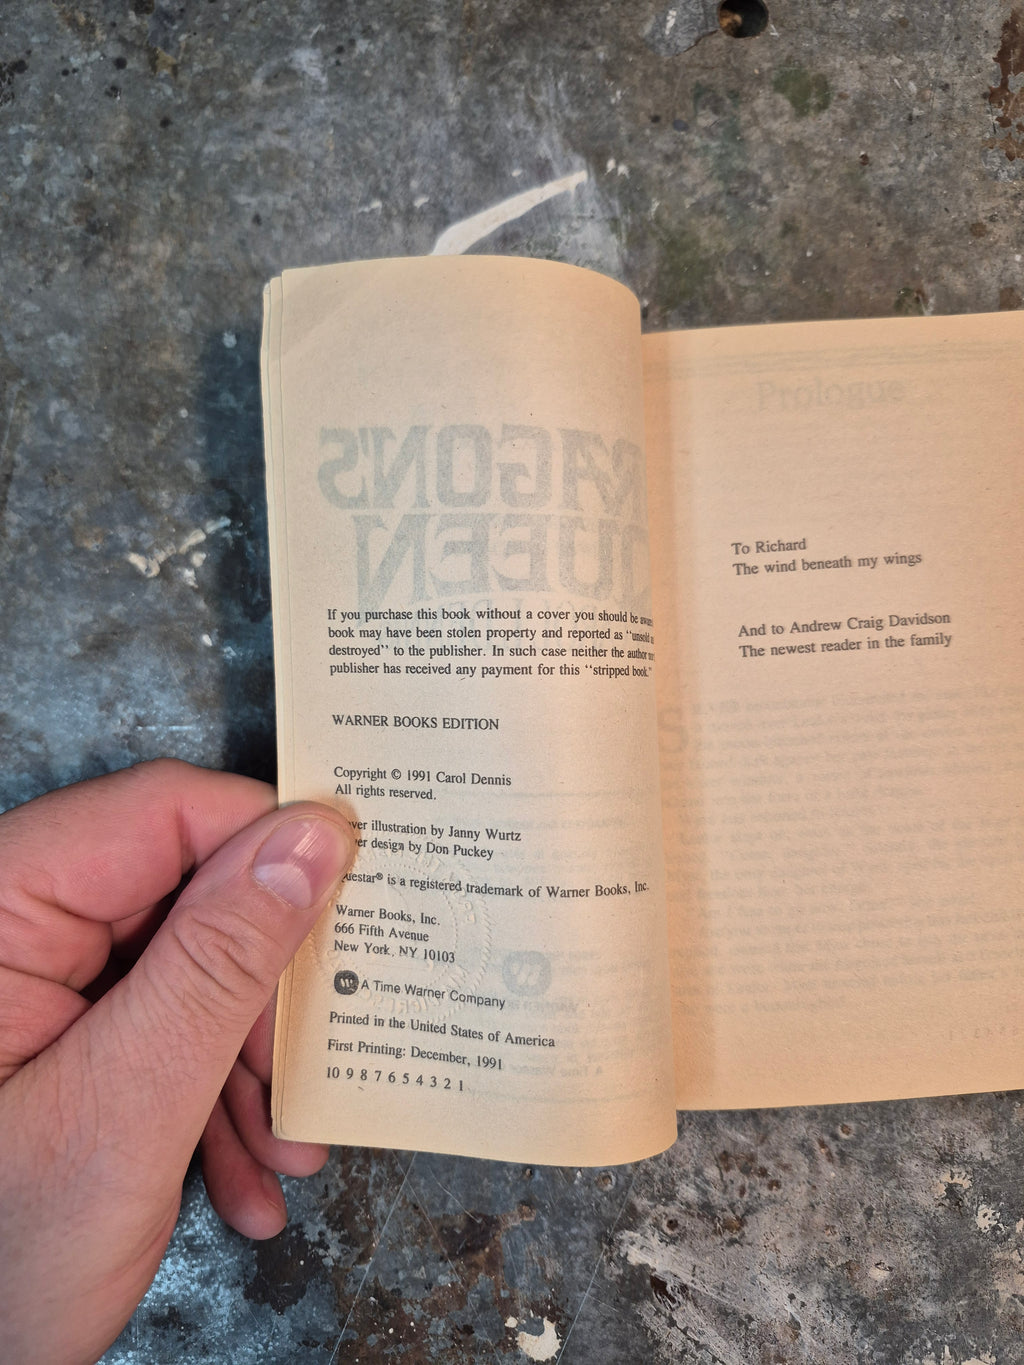 If you purchase this book without a cover you should be aware
book may have been stolen property and reported as “unsold
destroyed” to the publisher. In such case neither the author nor
publisher has received any payment for this “stripped book.”
WARNER BOOKS EDITION
Copyright © 1991 Carol Dennis
All rights reserved.
illustration by Janny Wurtz
design by Don Puckey
uestar® is a registered trademark of Warner Books, Inc.
Warner Books, Inc.
666 Fifth Avenue
New York, NY 10103
W A Time Warner Company
Printed in the United States of America
First Printing: December, 1991
10 9 8 7 6 5 4 3 2 1
Prologue
To Richard
The wind beneath my wings
And to Andrew Craig Davidson
The newest reader in the family
RAGON'S
QUEEN